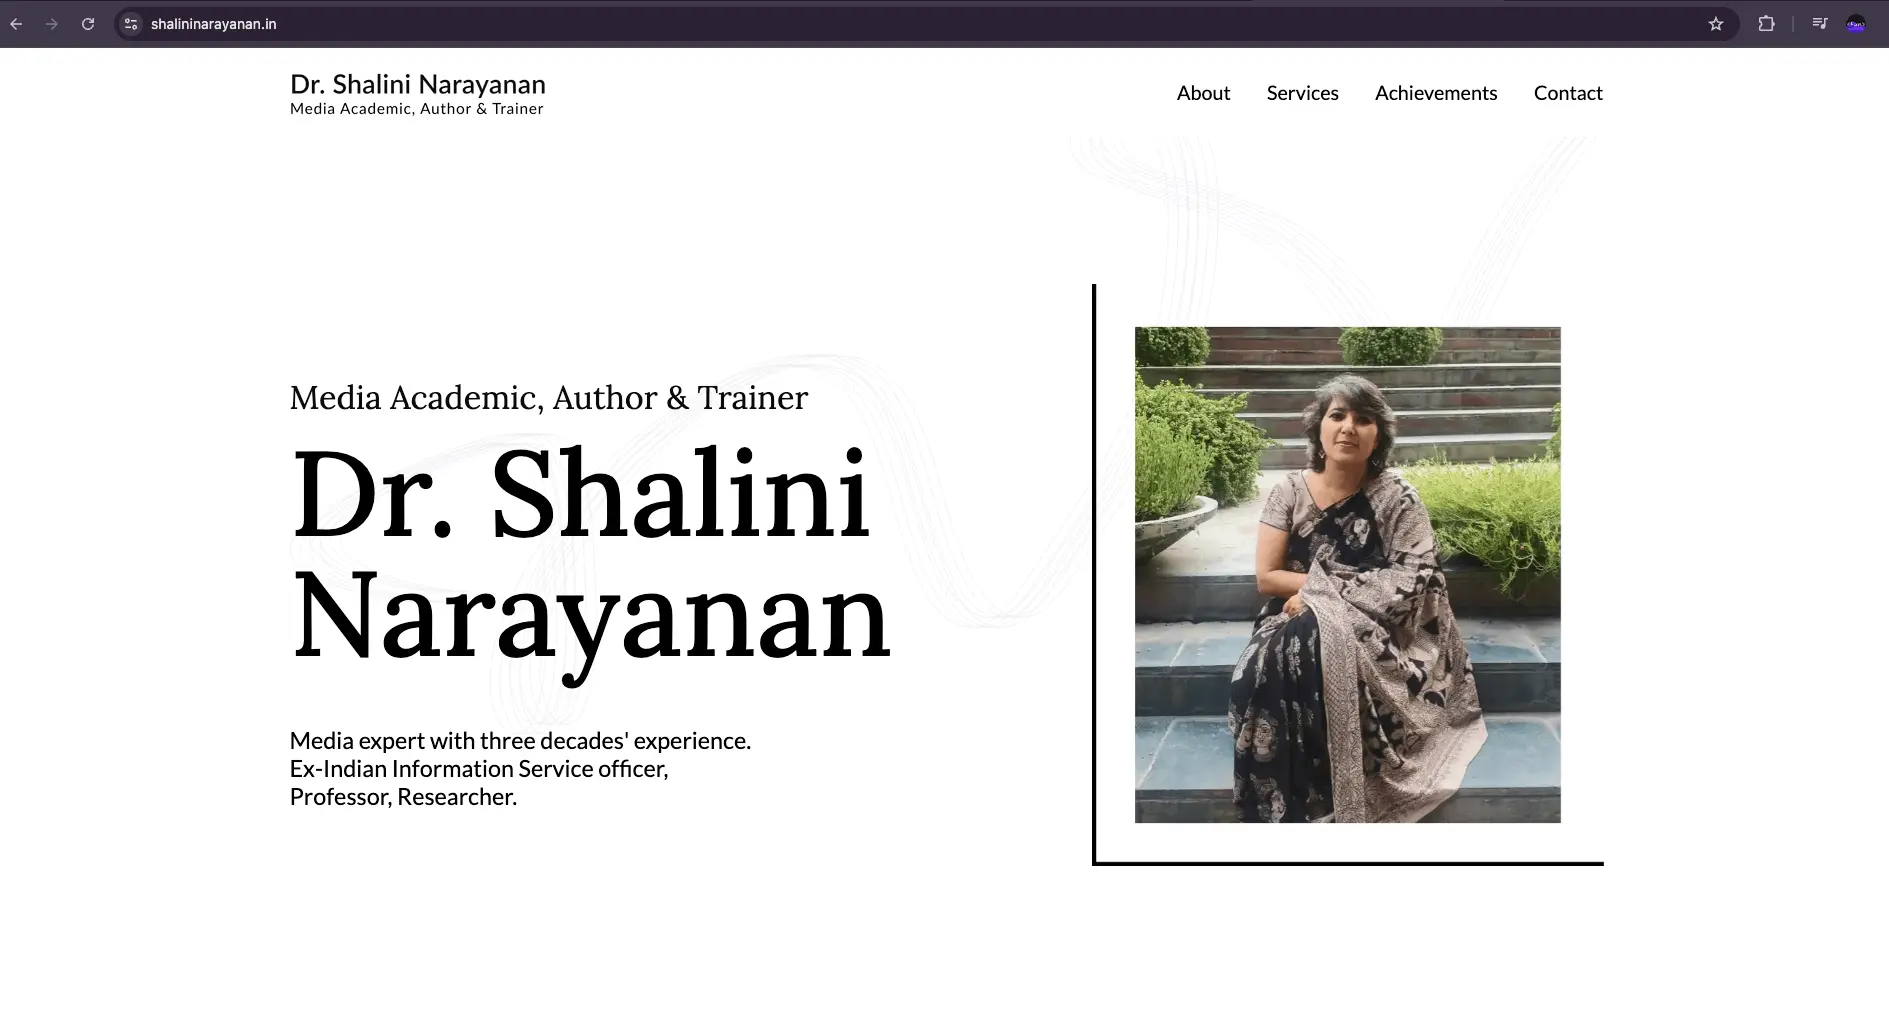 shalininarayanan.in
Dr. Shalini Narayanan
Media Academic, Author & Trainer
About Services Achievements Contact
Media Academic, Author & Trainer
Dr. Shalini
Narayanan
Media expert with three decades' experience.
Ex-Indian Information Service officer,
Professor, Researcher.